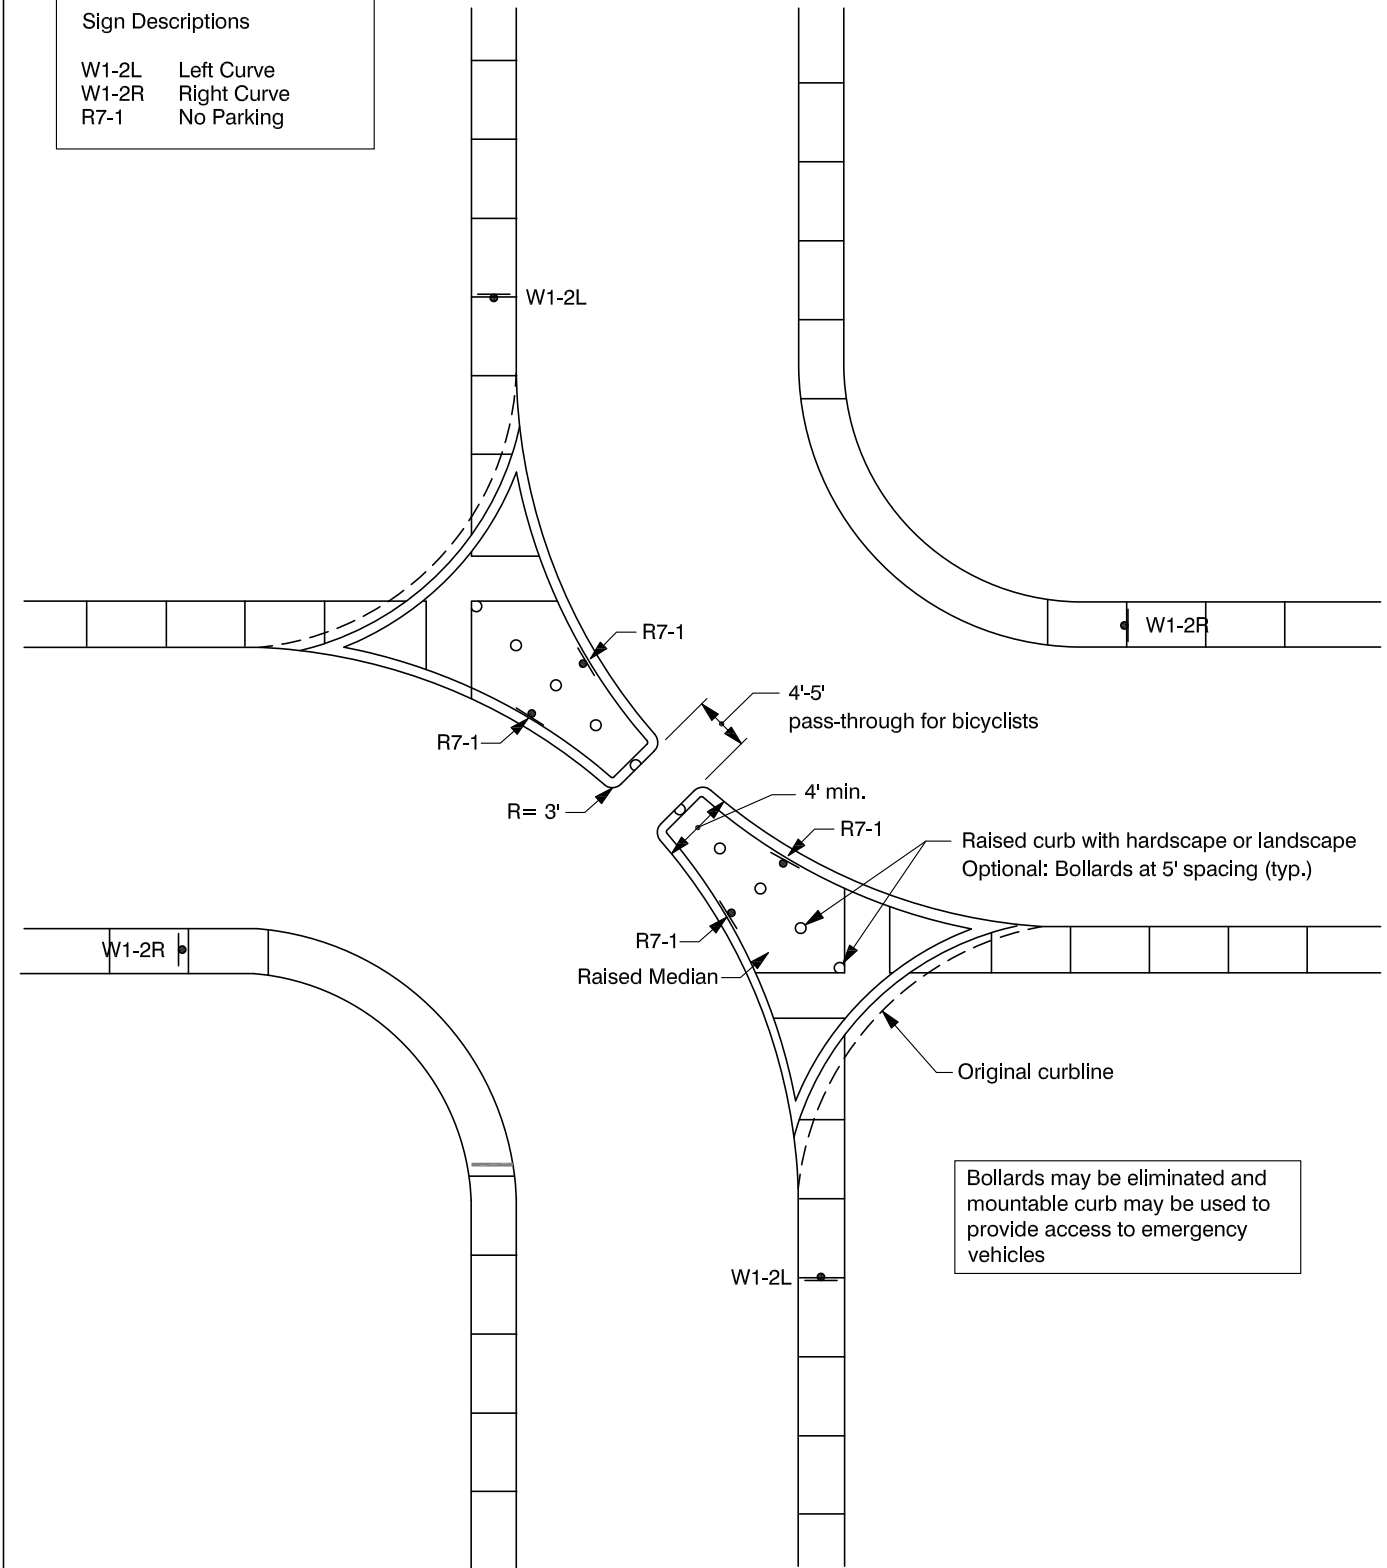 Sign Descriptions
W1-2L Left Curve
W1-2R Right Curve
R7-1 No Parking
W1-2L
W1-2R
R7-1
4'-5'
pass-through for bicyclists
R7-1
R= 3'
4' min.
R7-1
Raised curb with hardscape or landscape
Optional: Bollards at 5' spacing (typ.)
R7-1
W1-2R
Raised Median
Original curbline
Bollards may be eliminated and
mountable curb may be used to
provide access to emergency
vehicles
W1-2L